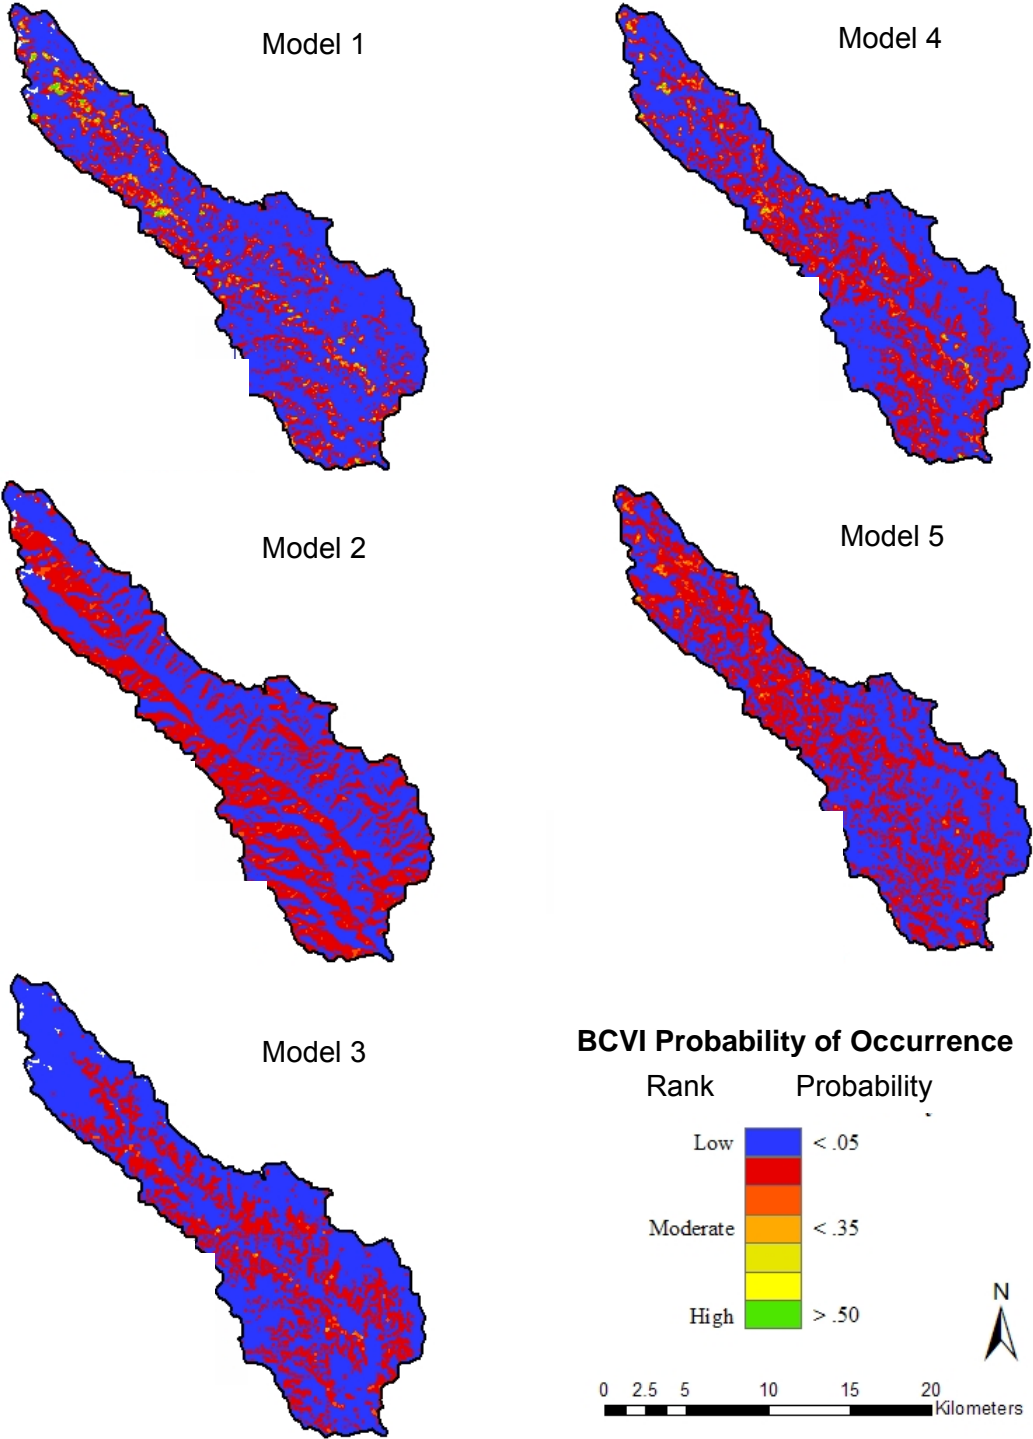 Model 1
Model 4
Model 2
Model 5
Model 3
BCVI Probability of Occurrence
Rank Probability
Low < .05
Moderate < .35
High > .50
N
0 2.5 5 10 15 20
Kilometers